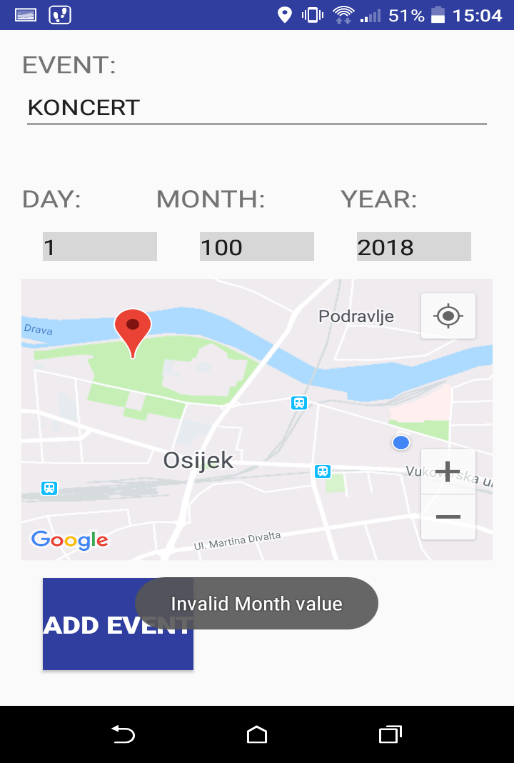 51% 15:04
EVENT:
KONCERT
DAY: MONTH: YEAR:
1 100 2018
Podravlje
Drava
Osijek
Vukovarska ul.
Google
Ul. Martina Divalta
ADD EVENT
Invalid Month value